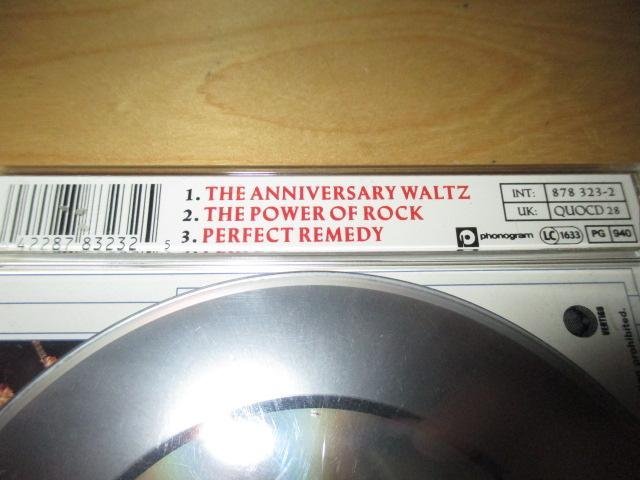 1. THE ANNIVERSARY WALTZ
2. THE POWER OF ROCK
3. PERFECT REMEDY
42287 83232 5
phonogram
LC 1633
INT: 878 323-2
UK: QUOCD 28
PG 940
VERTIGO
prohibited.